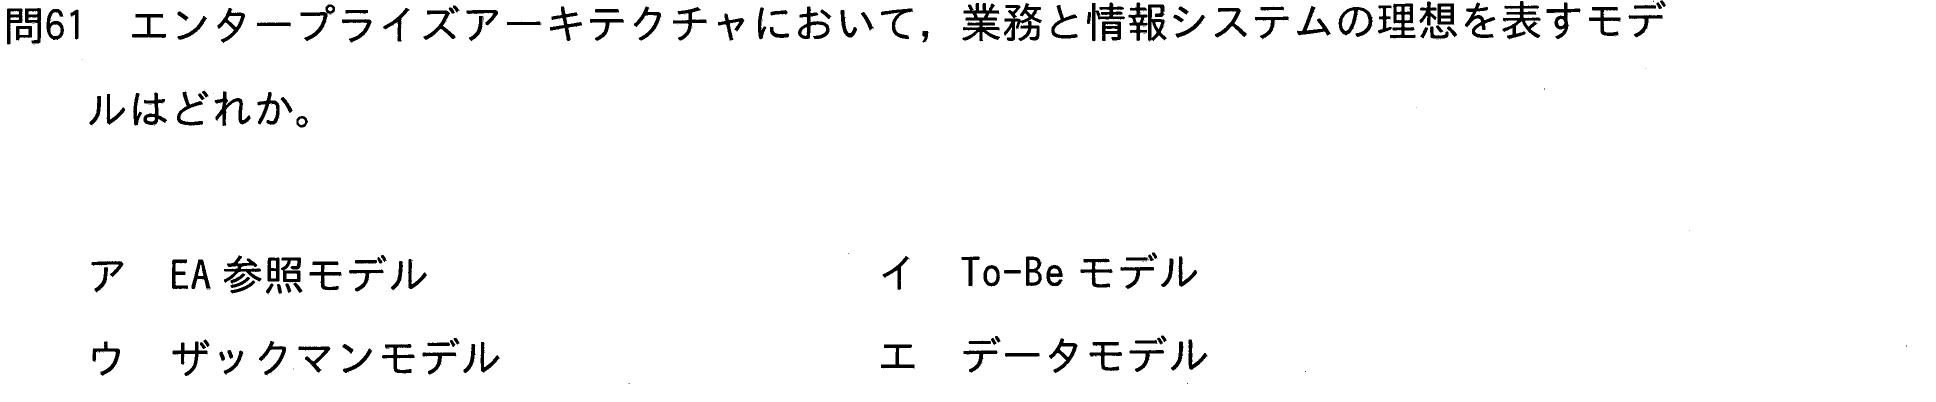 問61　エンタープライズアーキテクチャにおいて，業務と情報システムの理想を表すモデ
ルはどれか。
ア　EA 参照モデル　イ　To-Be モデル
ウ　ザックマンモデル　エ　データモデル